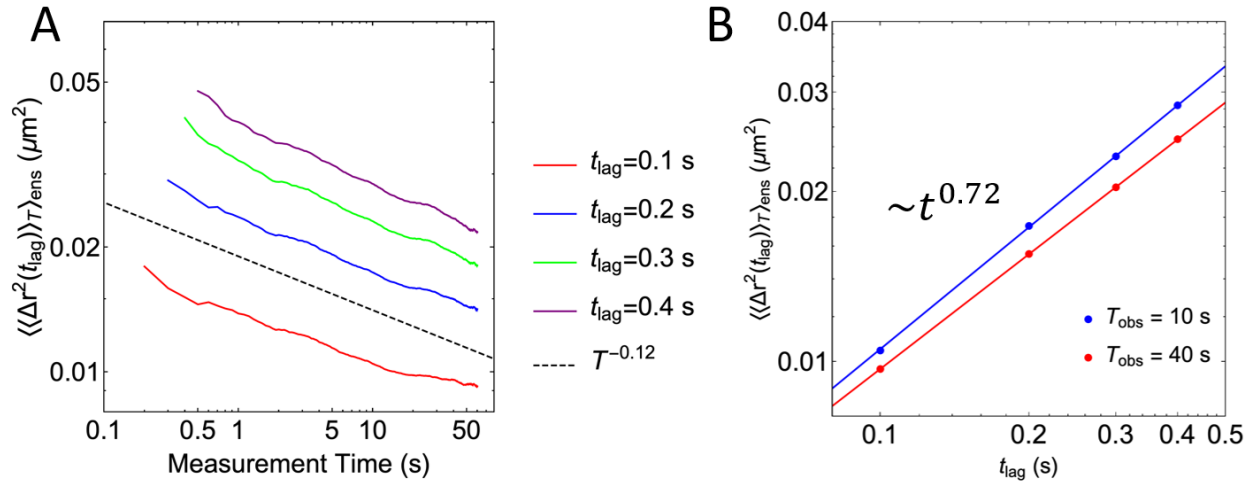 A
⟨⟨Δr²(t_lag)⟩_T⟩_ens (μm²)
0.05
0.02
0.01
0.1 0.5 1 5 10 50
Measurement Time (s)
t_lag=0.1 s
t_lag=0.2 s
t_lag=0.3 s
t_lag=0.4 s
T^-0.12
B
⟨⟨Δr²(t_lag)⟩_T⟩_ens (μm²)
0.04
0.03
0.02
0.01
~t^0.72
T_obs = 10 s
T_obs = 40 s
0.1 0.2 0.3 0.4 0.5
t_lag (s)